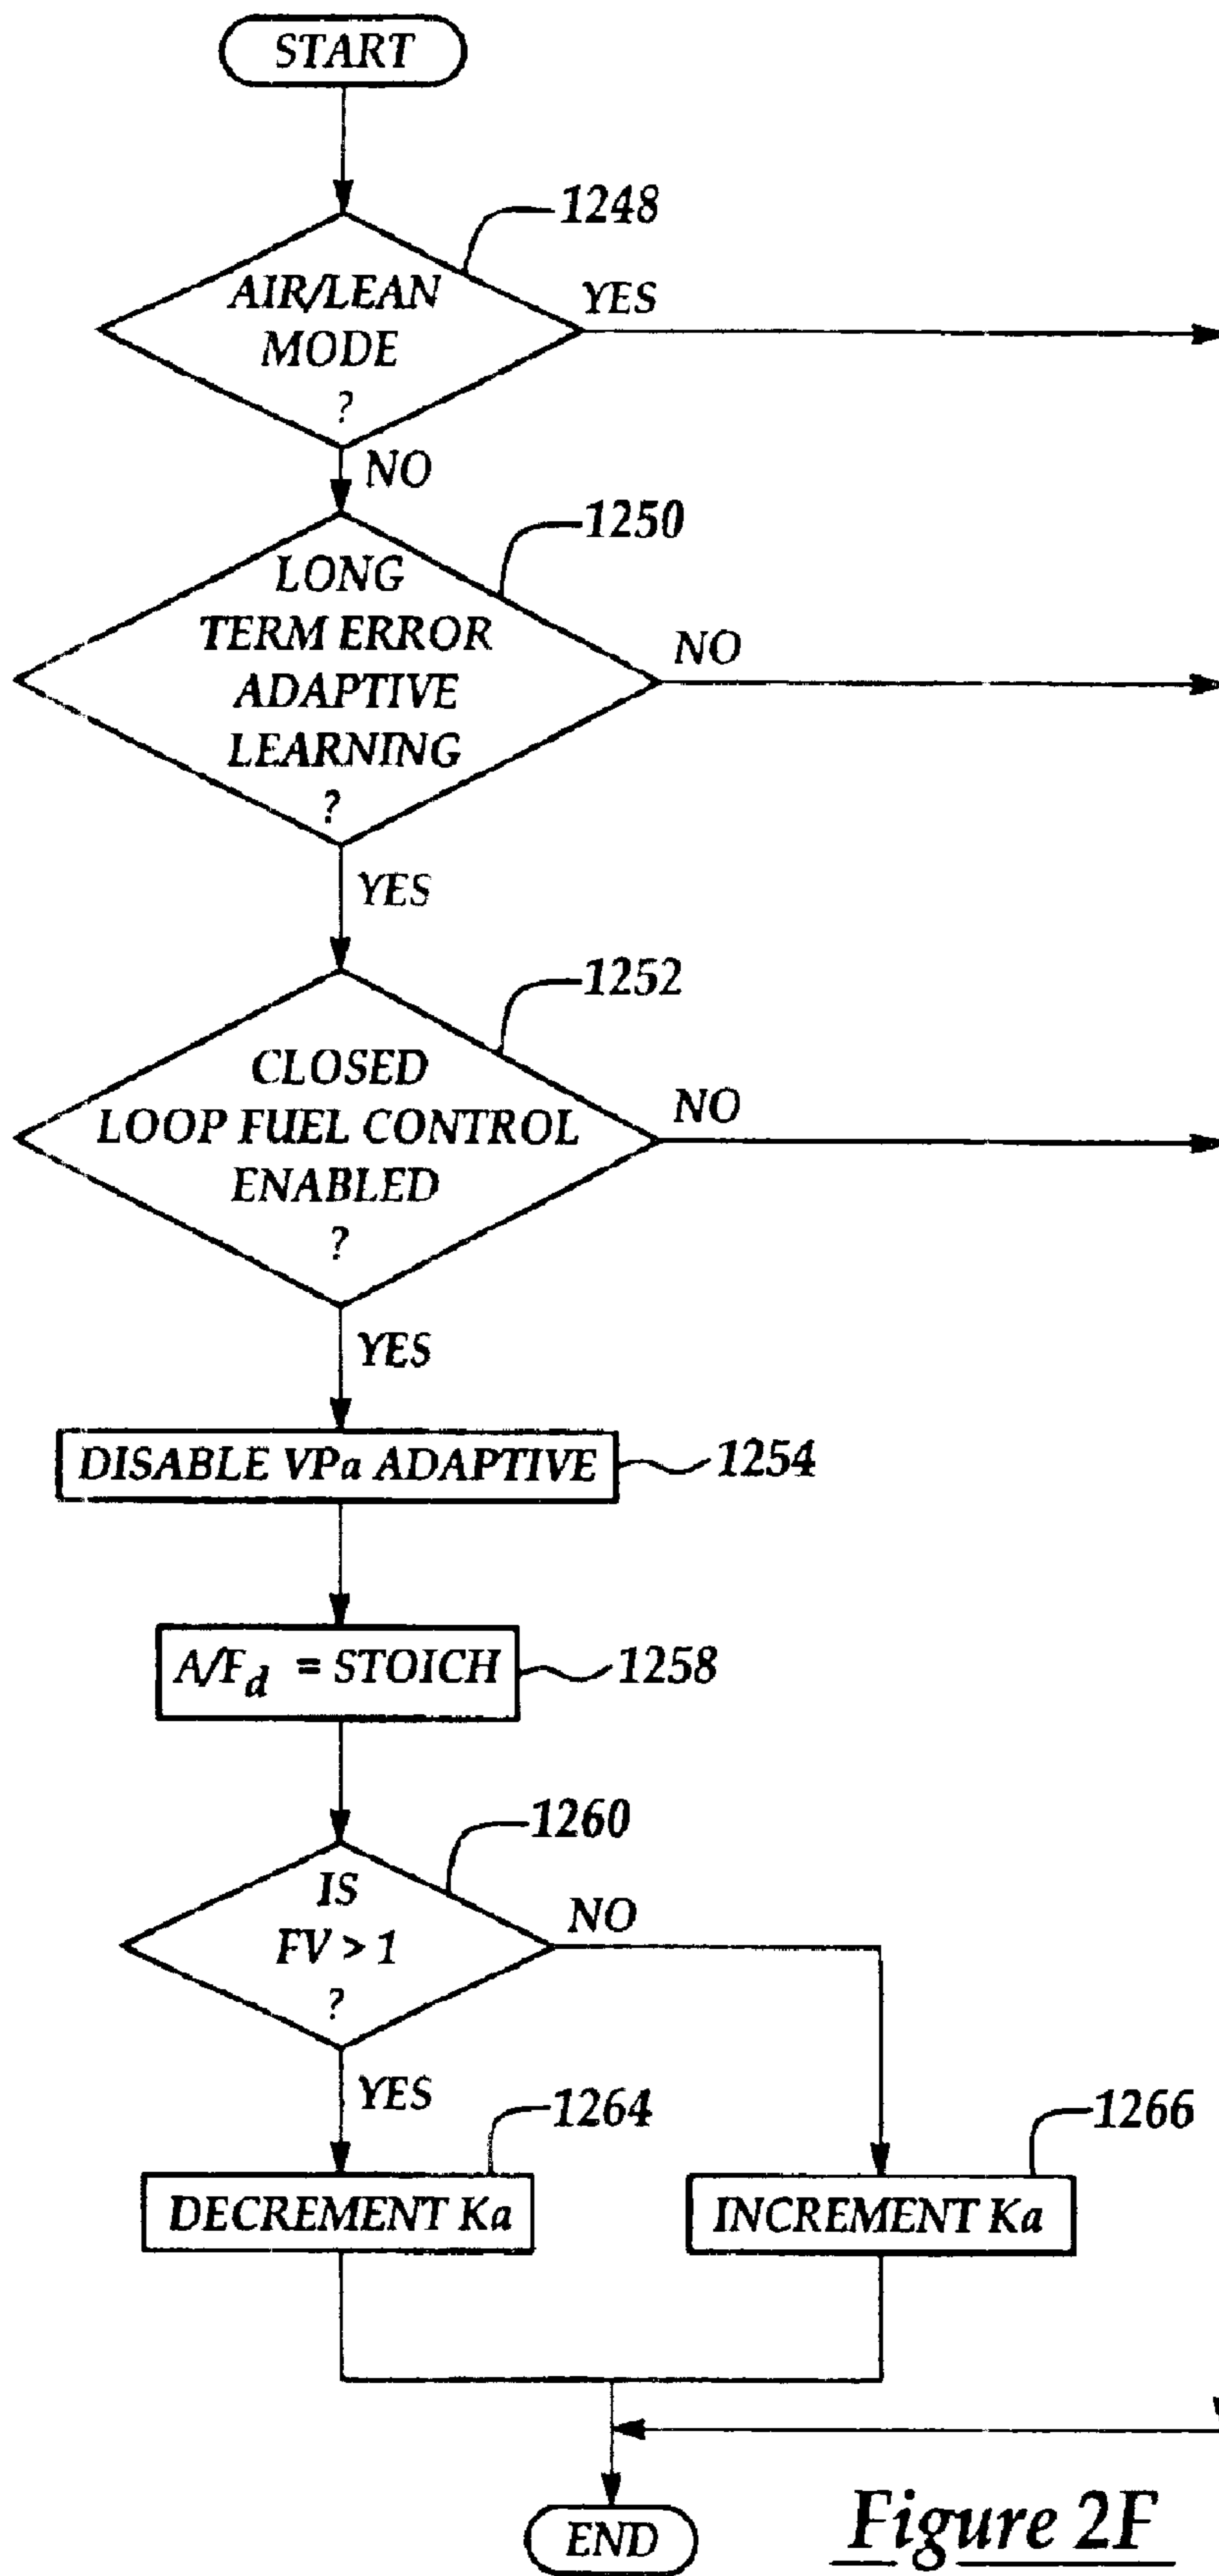 START
1248
AIR/LEAN
MODE
?
YES
NO
1250
LONG
TERM ERROR
ADAPTIVE
LEARNING
?
NO
YES
1252
CLOSED
LOOP FUEL CONTROL
ENABLED
?
NO
YES
DISABLE VPa ADAPTIVE
1254
A/Fd = STOICH
1258
1260
IS
FV > 1
?
NO
YES
1264
1266
DECREMENT Ka
INCREMENT Ka
END
Figure 2F